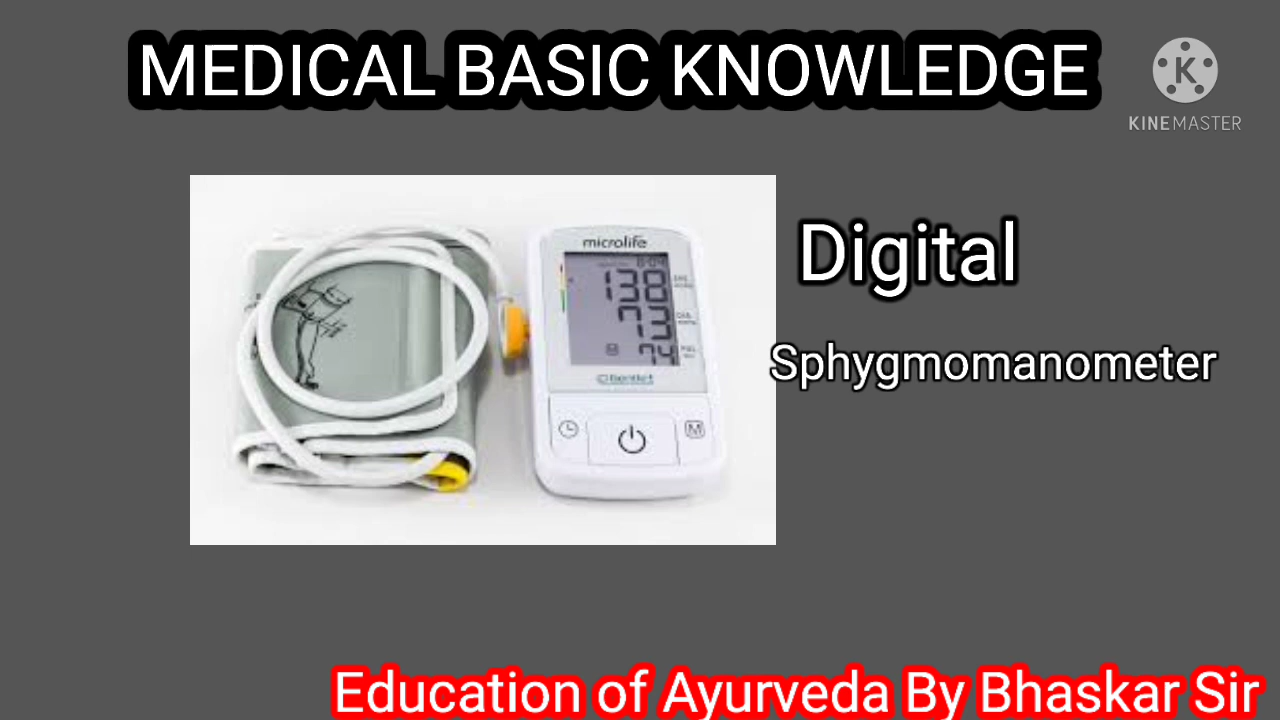 MEDICAL BASIC KNOWLEDGE
KINEMASTER
Digital
Sphygmomanometer
microlife
138
73
74
M
Education of Ayurveda By Bhaskar Sir